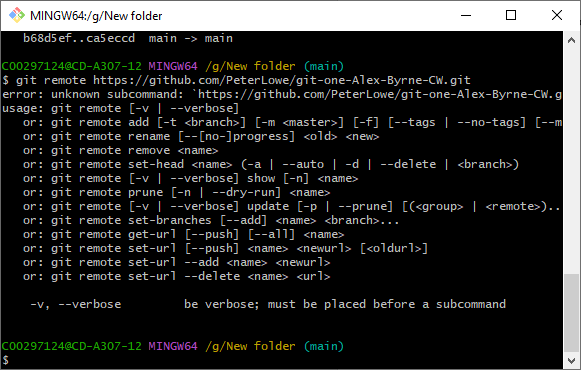 MINGW64:/g/New folder
b68d5ef..ca5eccd  main -> main
C00297124@CD-A307-12 MINGW64 /g/New folder (main)
$ git remote https://github.com/PeterLowe/git-one-Alex-Byrne-CW.git
error: unknown subcommand: `https://github.com/PeterLowe/git-one-Alex-Byrne-CW.g
usage: git remote [-v | --verbose]
   or: git remote add [-t <branch>] [-m <master>] [-f] [--tags | --no-tags] [--m
   or: git remote rename [--[no-]progress] <old> <new>
   or: git remote remove <name>
   or: git remote set-head <name> (-a | --auto | -d | --delete | <branch>)
   or: git remote [-v | --verbose] show [-n] <name>
   or: git remote prune [-n | --dry-run] <name>
   or: git remote [-v | --verbose] update [-p | --prune] [(<group> | <remote>)..
   or: git remote set-branches [--add] <name> <branch>...
   or: git remote get-url [--push] [--all] <name>
   or: git remote set-url [--push] <name> <newurl> [<oldurl>]
   or: git remote set-url --add <name> <newurl>
   or: git remote set-url --delete <name> <url>
    -v, --verbose         be verbose; must be placed before a subcommand
C00297124@CD-A307-12 MINGW64 /g/New folder (main)
$